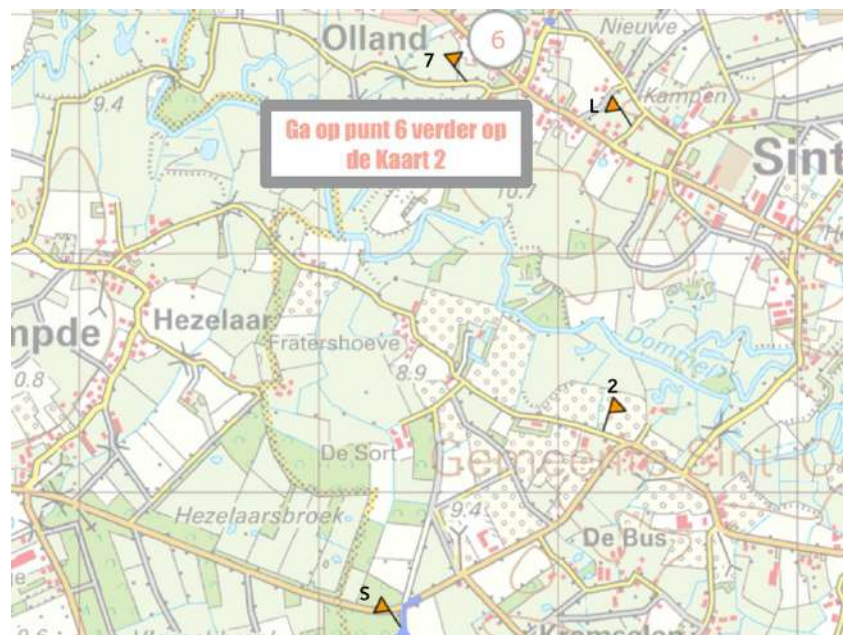 Olland
7
6
Nieuwe
L
Kampen
9.4
Ga op punt 6 verder op
de Kaart 2
10.7
Sint
Hezelaar
mpde
Fratershoeve
Dommel
0.8
8.9
2
De Sort
Gemeente Sint-O
Hezelaarsbroek
9.4
De Bus
S